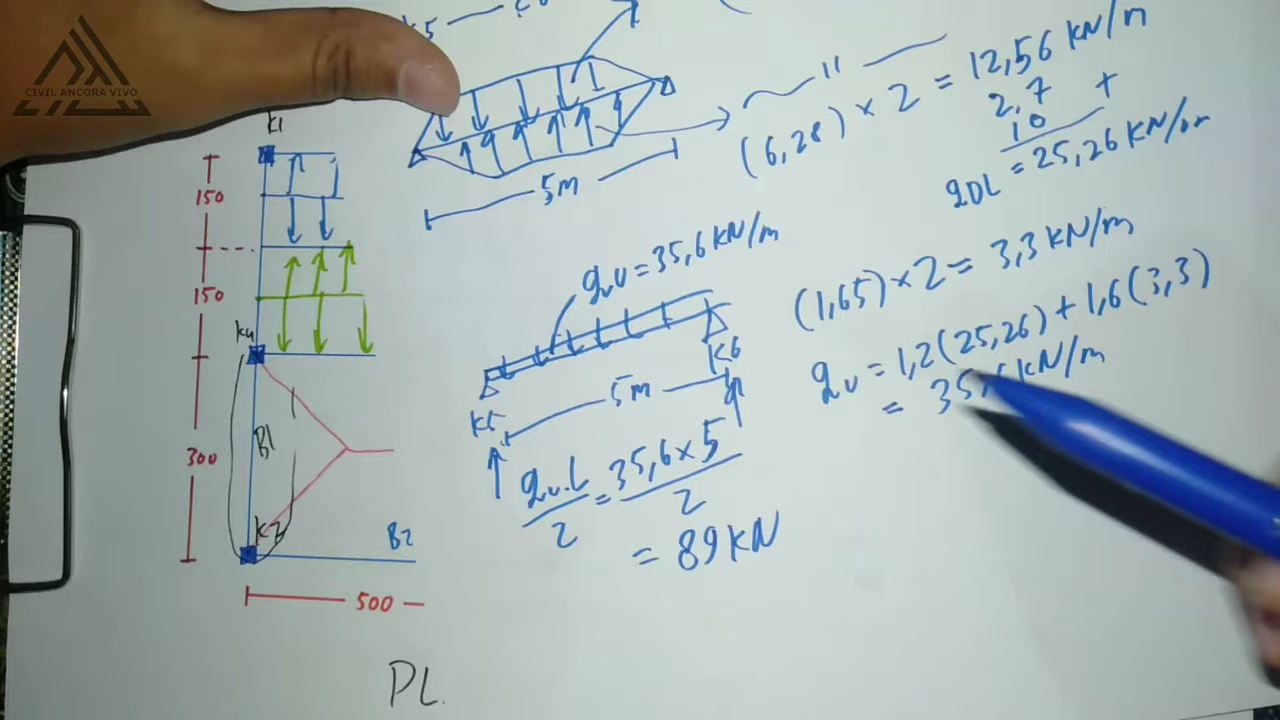 CIVIL ANCORA VIVO
K1
150
150
K4
300
B1
K2
B2
500
5m
(6,28) x 2 = 12,56 KN/m
2,7
10 +
qDL = 25,26 KN/m
(1,65) x 2 = 3,3 KN/m
qu = 1,2(25,26) + 1,6(3,3)
= 35,6 KN/m
qu = 35,6 KN/m
K5
K6
5m
qu.l/2 = 35,6 x 5/2
= 89 KN
PL